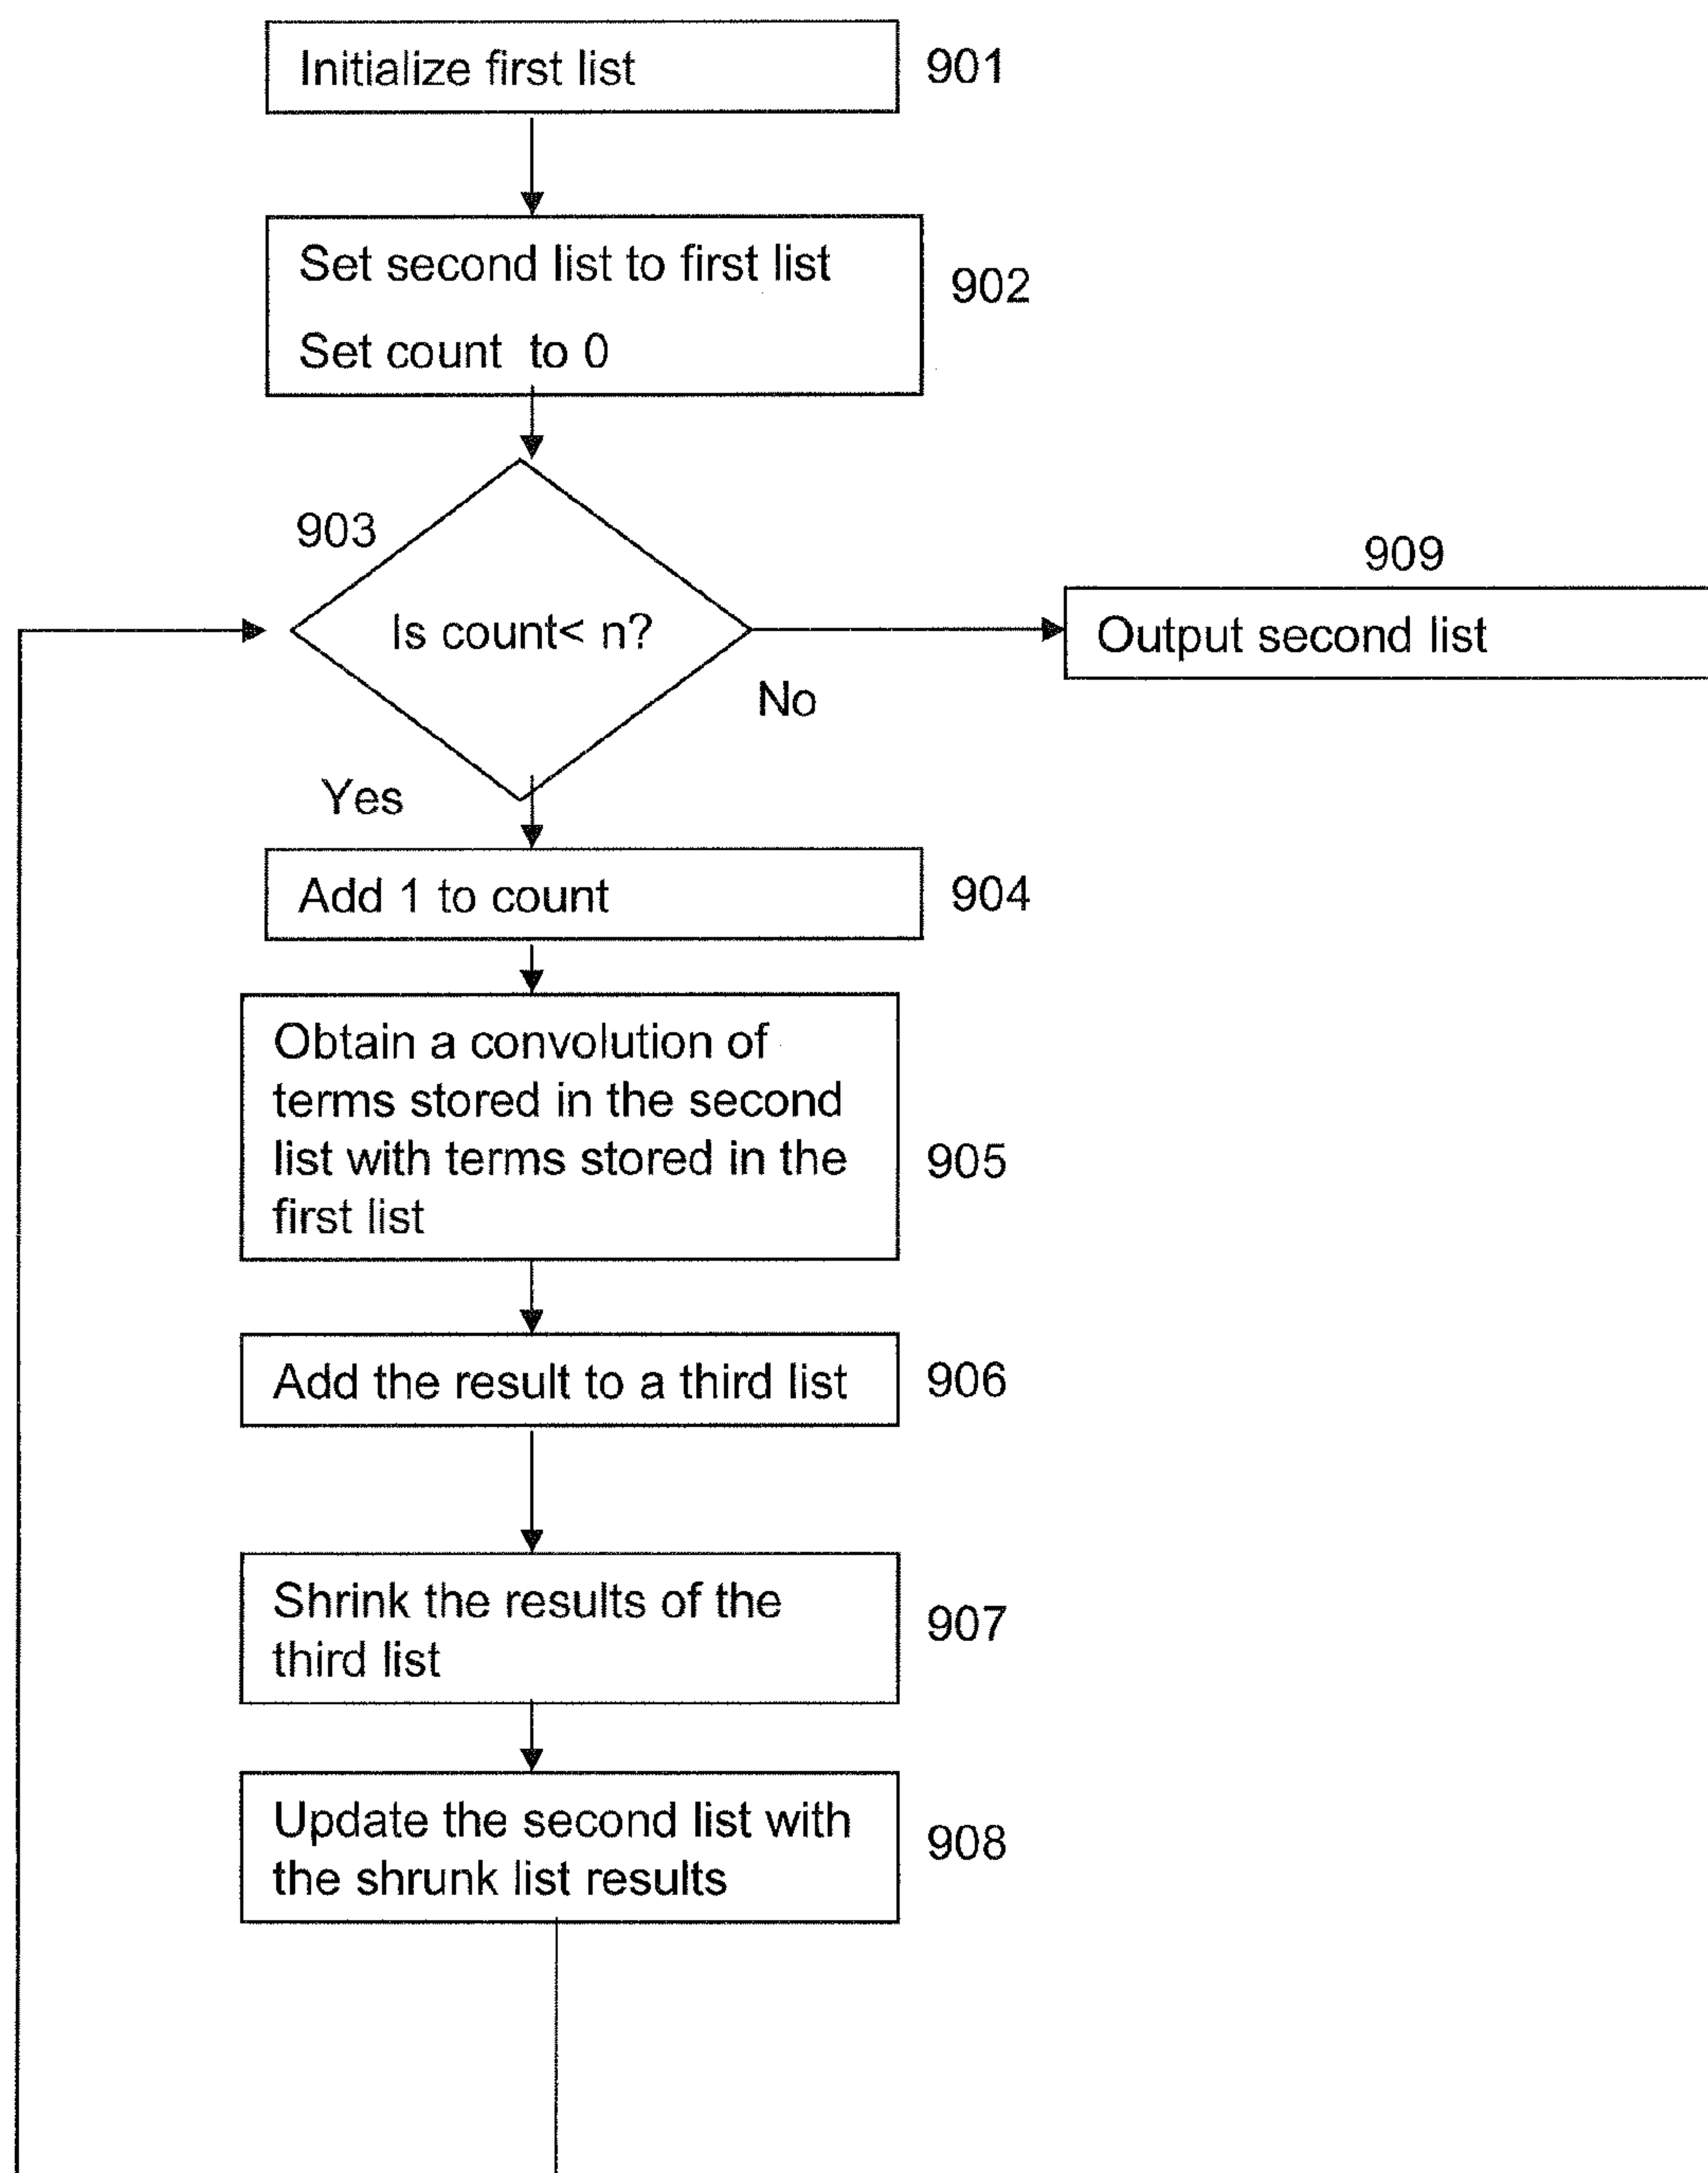 Initialize first list
901
Set second list to first list
Set count to 0
902
903
Is count< n?
No
Yes
909
Output second list
Add 1 to count
904
Obtain a convolution of
terms stored in the second
list with terms stored in the
first list
905
Add the result to a third list
906
Shrink the results of the
third list
907
Update the second list with
the shrunk list results
908